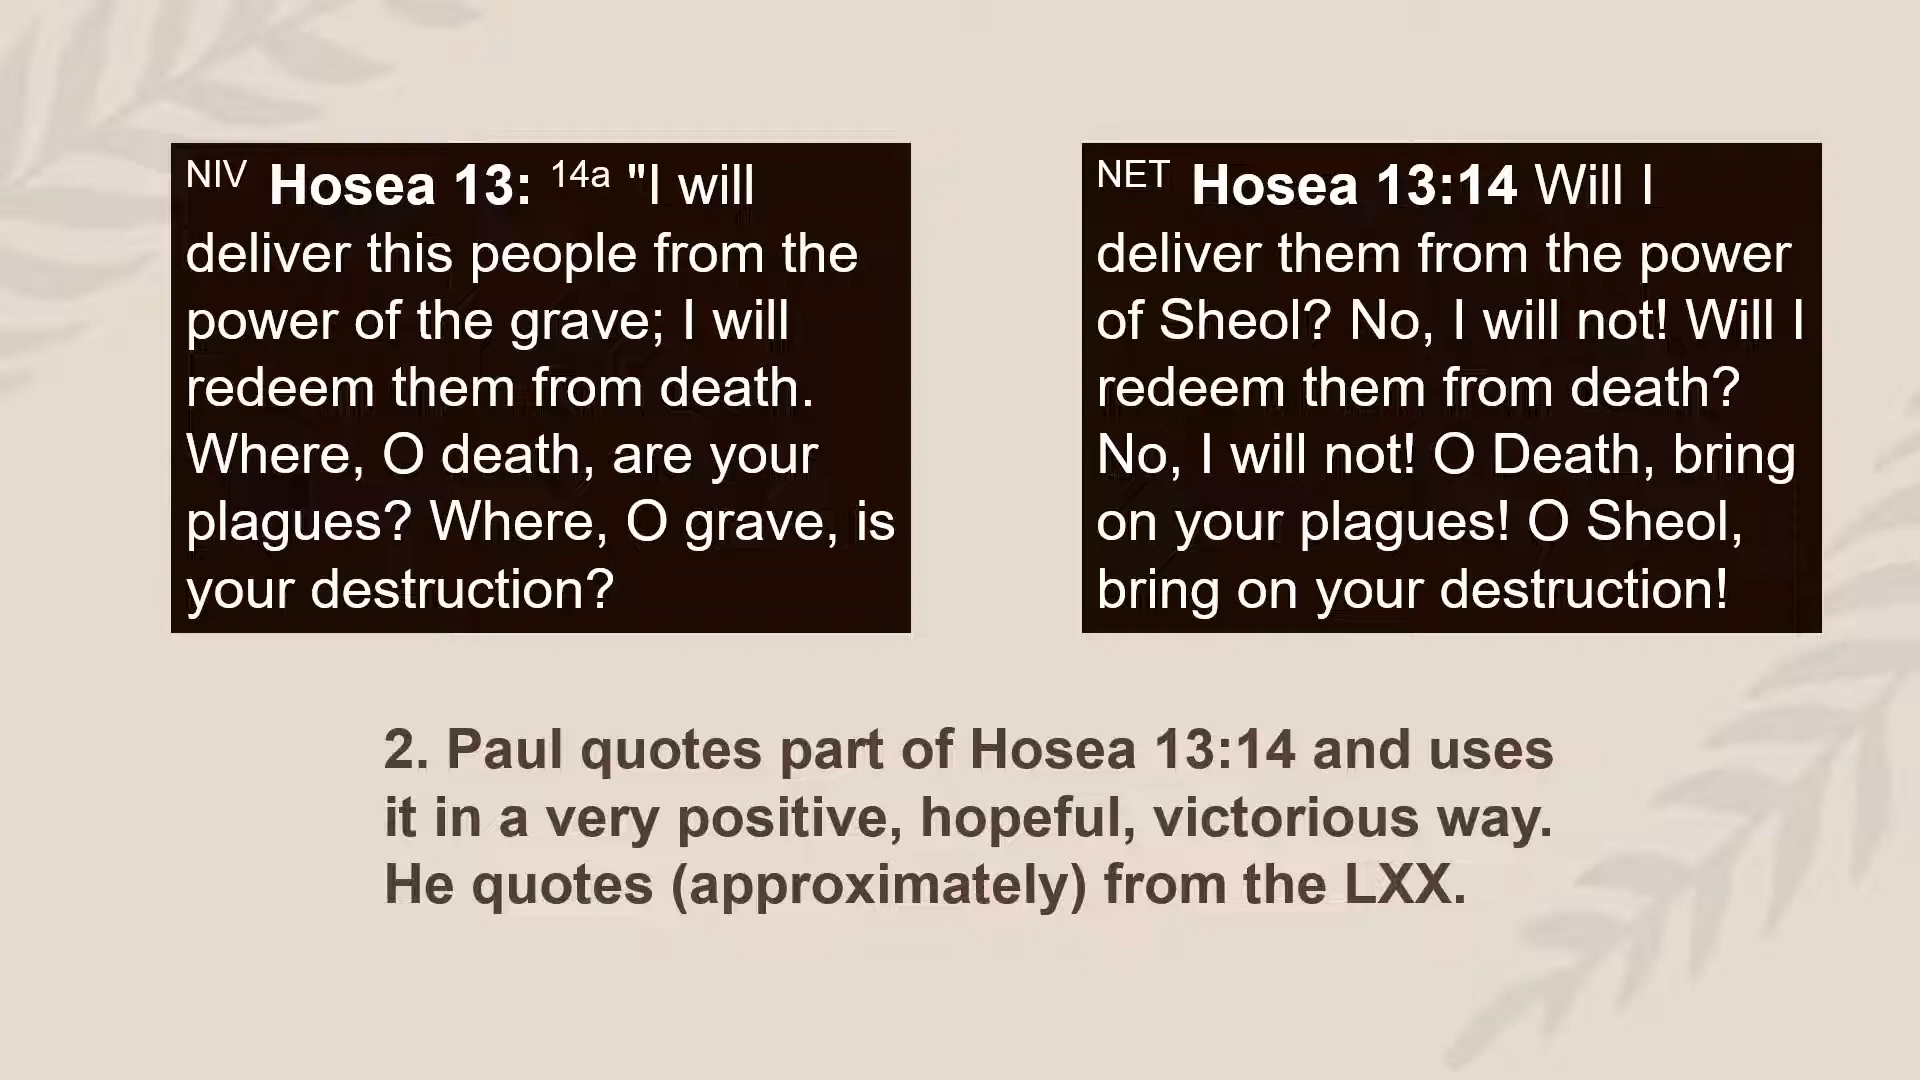 NIV Hosea 13: 14a "I will
deliver this people from the
power of the grave; I will
redeem them from death.
Where, O death, are your
plagues? Where, O grave, is
your destruction?
NET Hosea 13:14 Will I
deliver them from the power
of Sheol? No, I will not! Will I
redeem them from death?
No, I will not! O Death, bring
on your plagues! O Sheol,
bring on your destruction!
2. Paul quotes part of Hosea 13:14 and uses
it in a very positive, hopeful, victorious way.
He quotes (approximately) from the LXX.